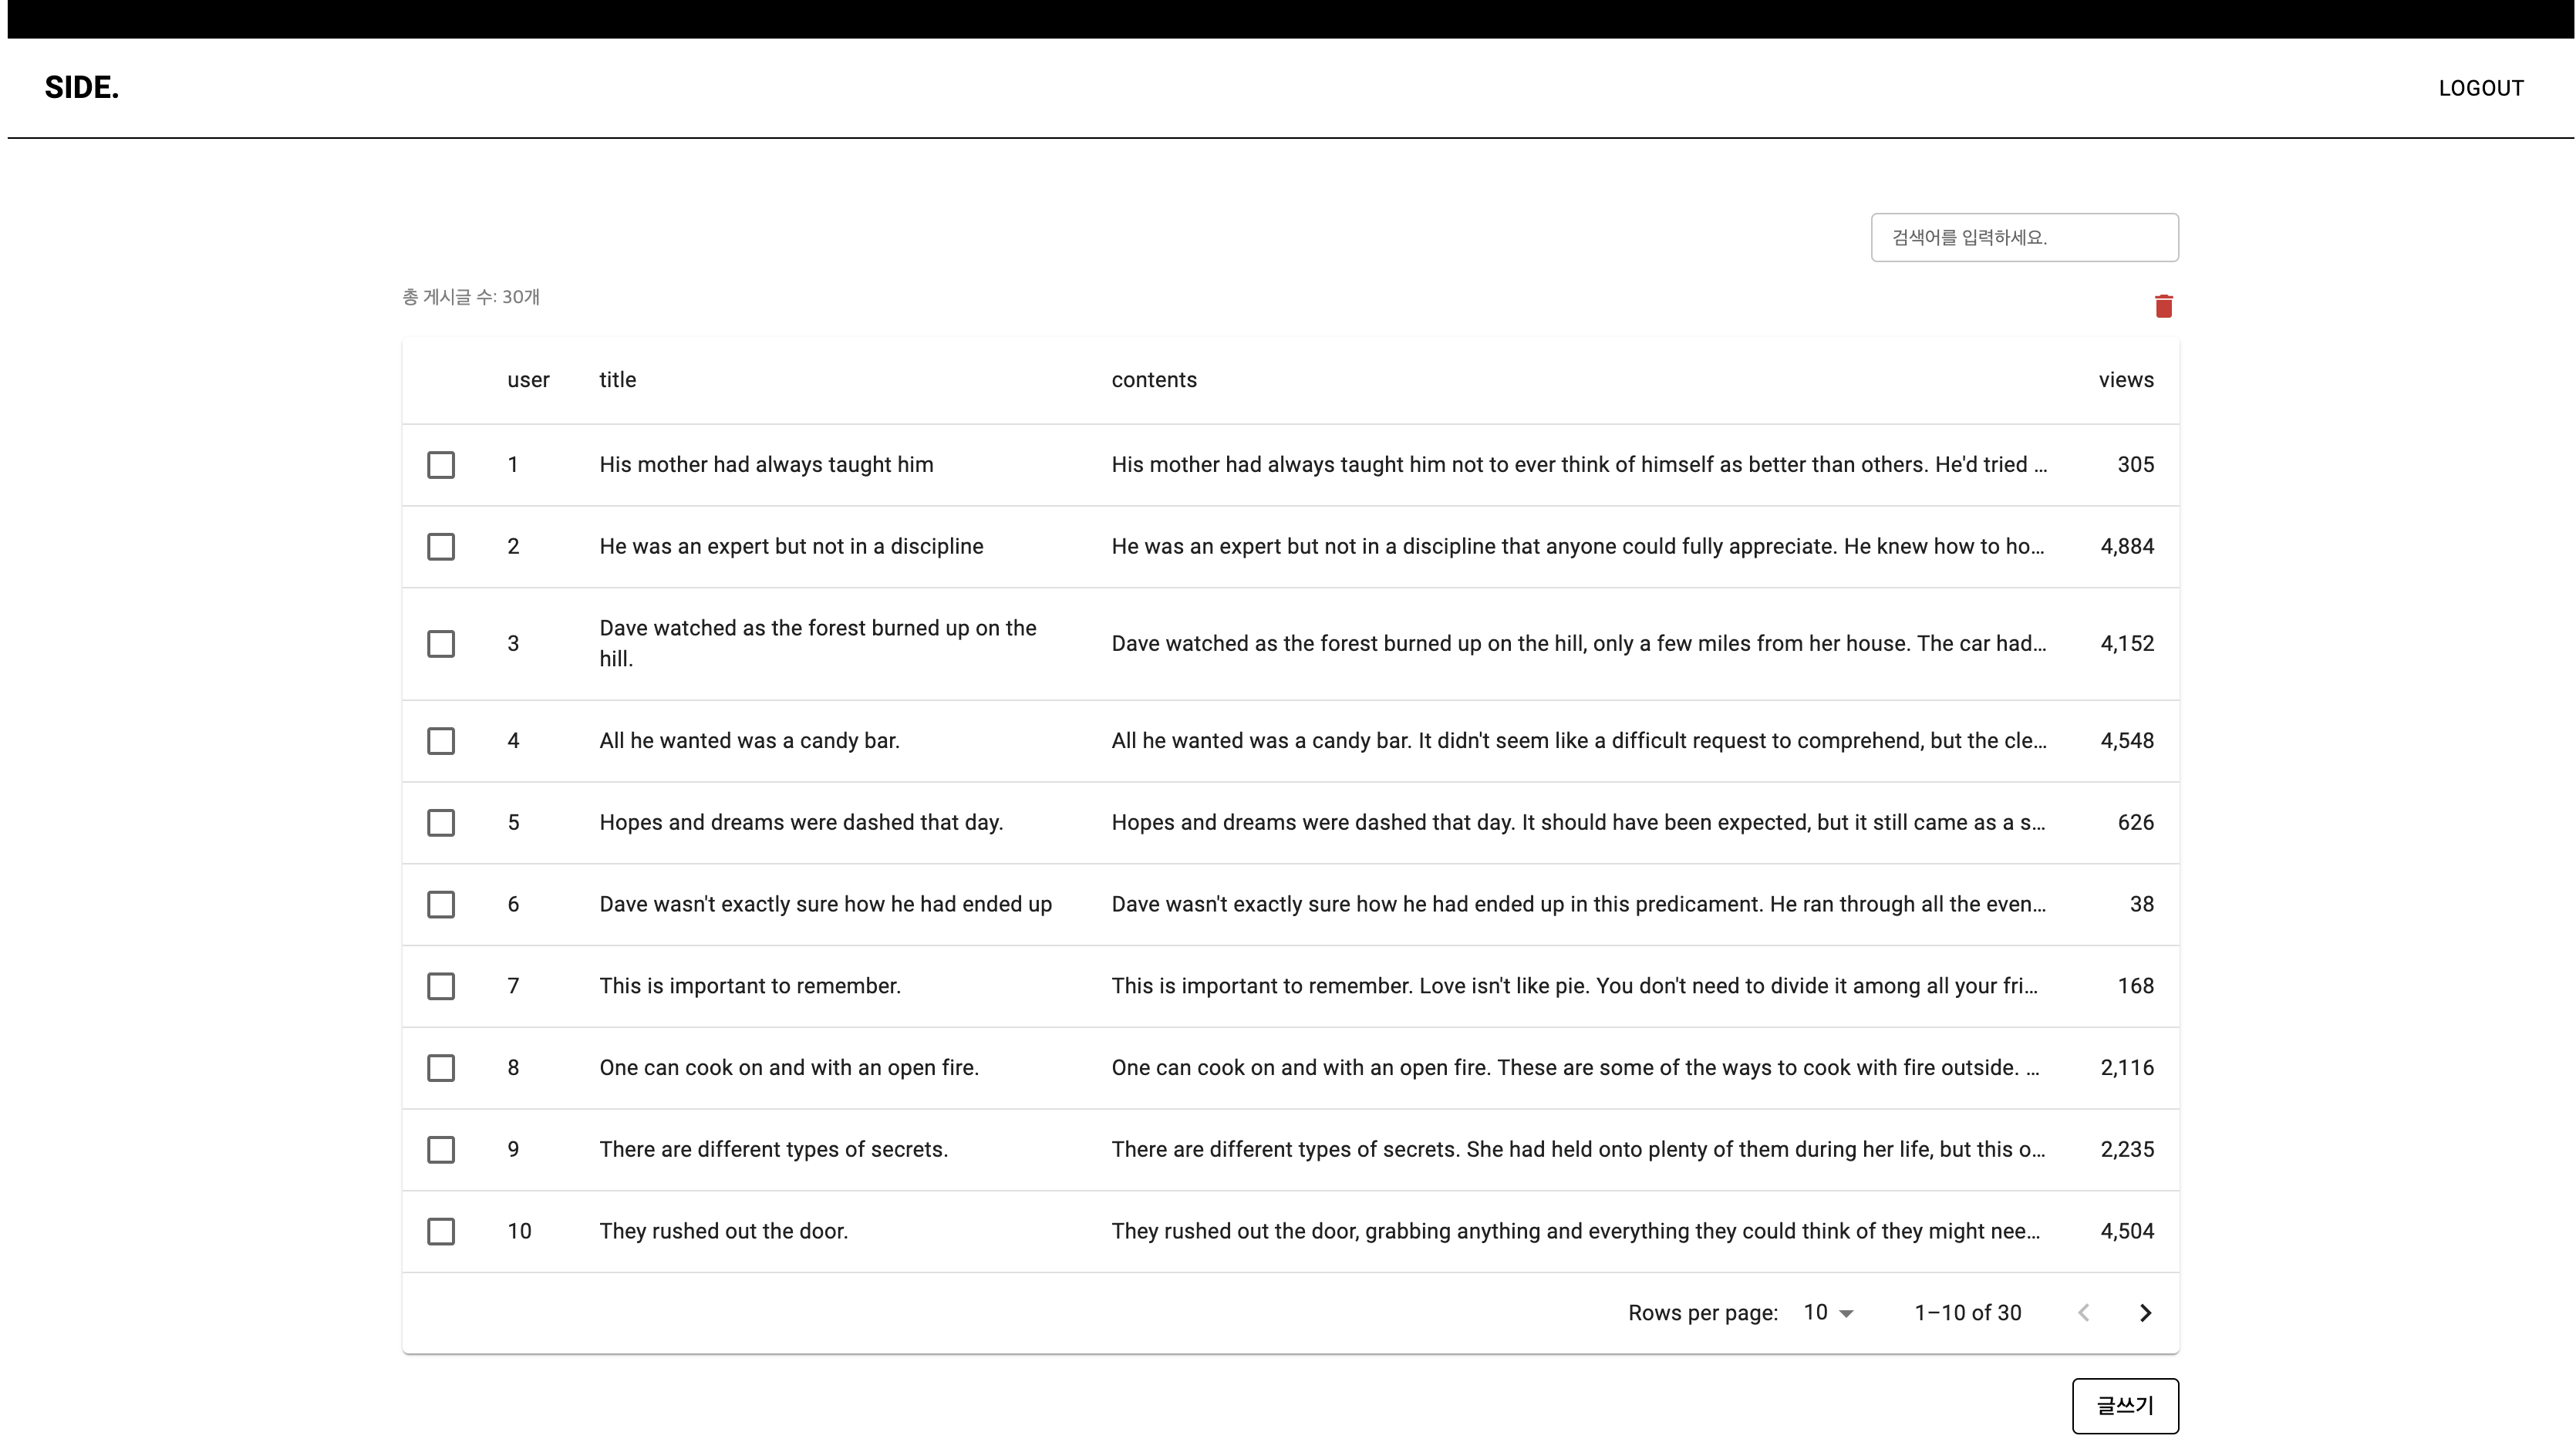 SIDE.
LOGOUT
검색어를 입력하세요.
총 게시글 수: 30개
user title contents views
1 His mother had always taught him His mother had always taught him not to ever think of himself as better than others. He'd tried ... 305
2 He was an expert but not in a discipline He was an expert but not in a discipline that anyone could fully appreciate. He knew how to ho... 4,884
3 Dave watched as the forest burned up on the
hill. Dave watched as the forest burned up on the hill, only a few miles from her house. The car had... 4,152
4 All he wanted was a candy bar. All he wanted was a candy bar. It didn't seem like a difficult request to comprehend, but the cle... 4,548
5 Hopes and dreams were dashed that day. Hopes and dreams were dashed that day. It should have been expected, but it still came as a s... 626
6 Dave wasn't exactly sure how he had ended up Dave wasn't exactly sure how he had ended up in this predicament. He ran through all the even... 38
7 This is important to remember. This is important to remember. Love isn't like pie. You don't need to divide it among all your fri... 168
8 One can cook on and with an open fire. One can cook on and with an open fire. These are some of the ways to cook with fire outside. ... 2,116
9 There are different types of secrets. There are different types of secrets. She had held onto plenty of them during her life, but this o... 2,235
10 They rushed out the door. They rushed out the door, grabbing anything and everything they could think of they might nee... 4,504
Rows per page: 10 1–10 of 30
글쓰기